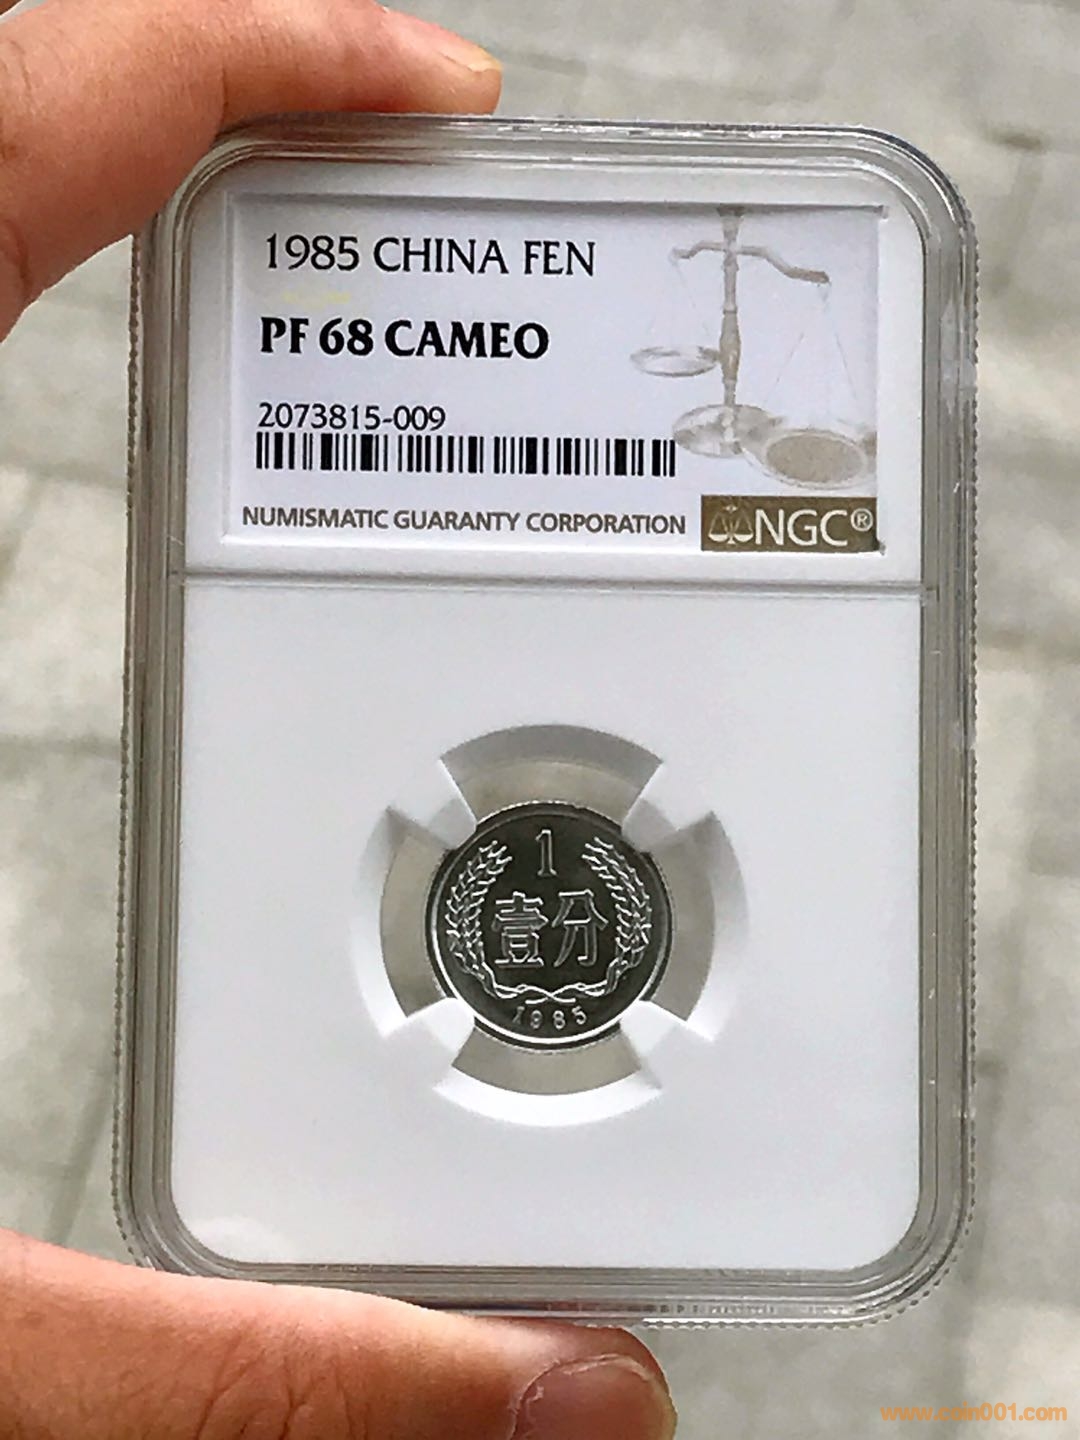 1985 CHINA FEN
PF 68 CAMEO
2073815-009
NUMISMATIC GUARANTY CORPORATION
NGC®
1
壹分
1985
www.coin001.com